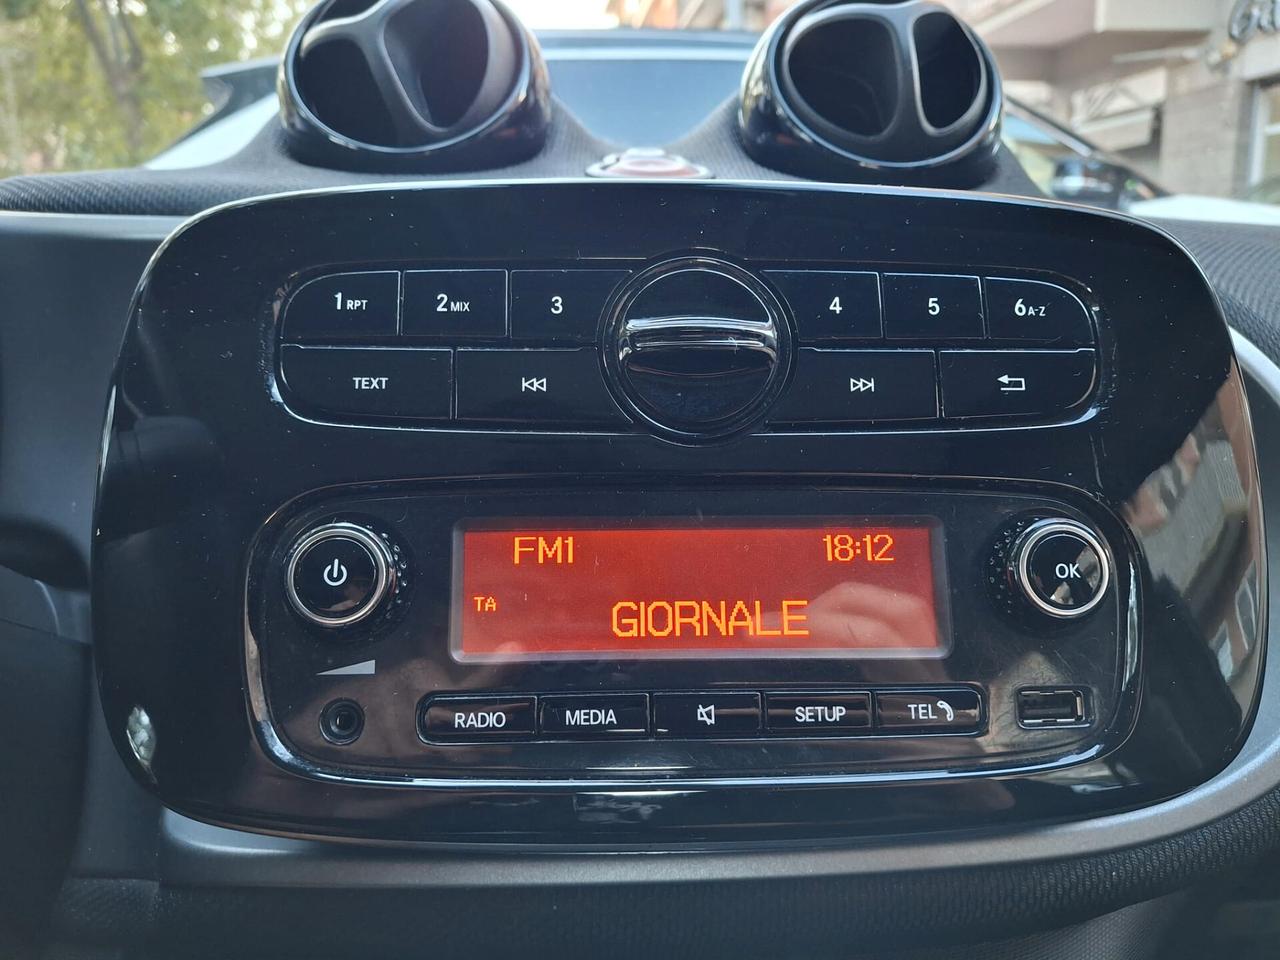 1 RPT
2 MIX
3
4
5
6 A-Z
TEXT
FM1
18:12
TA
GIORNALE
OK
RADIO
MEDIA
SETUP
TEL